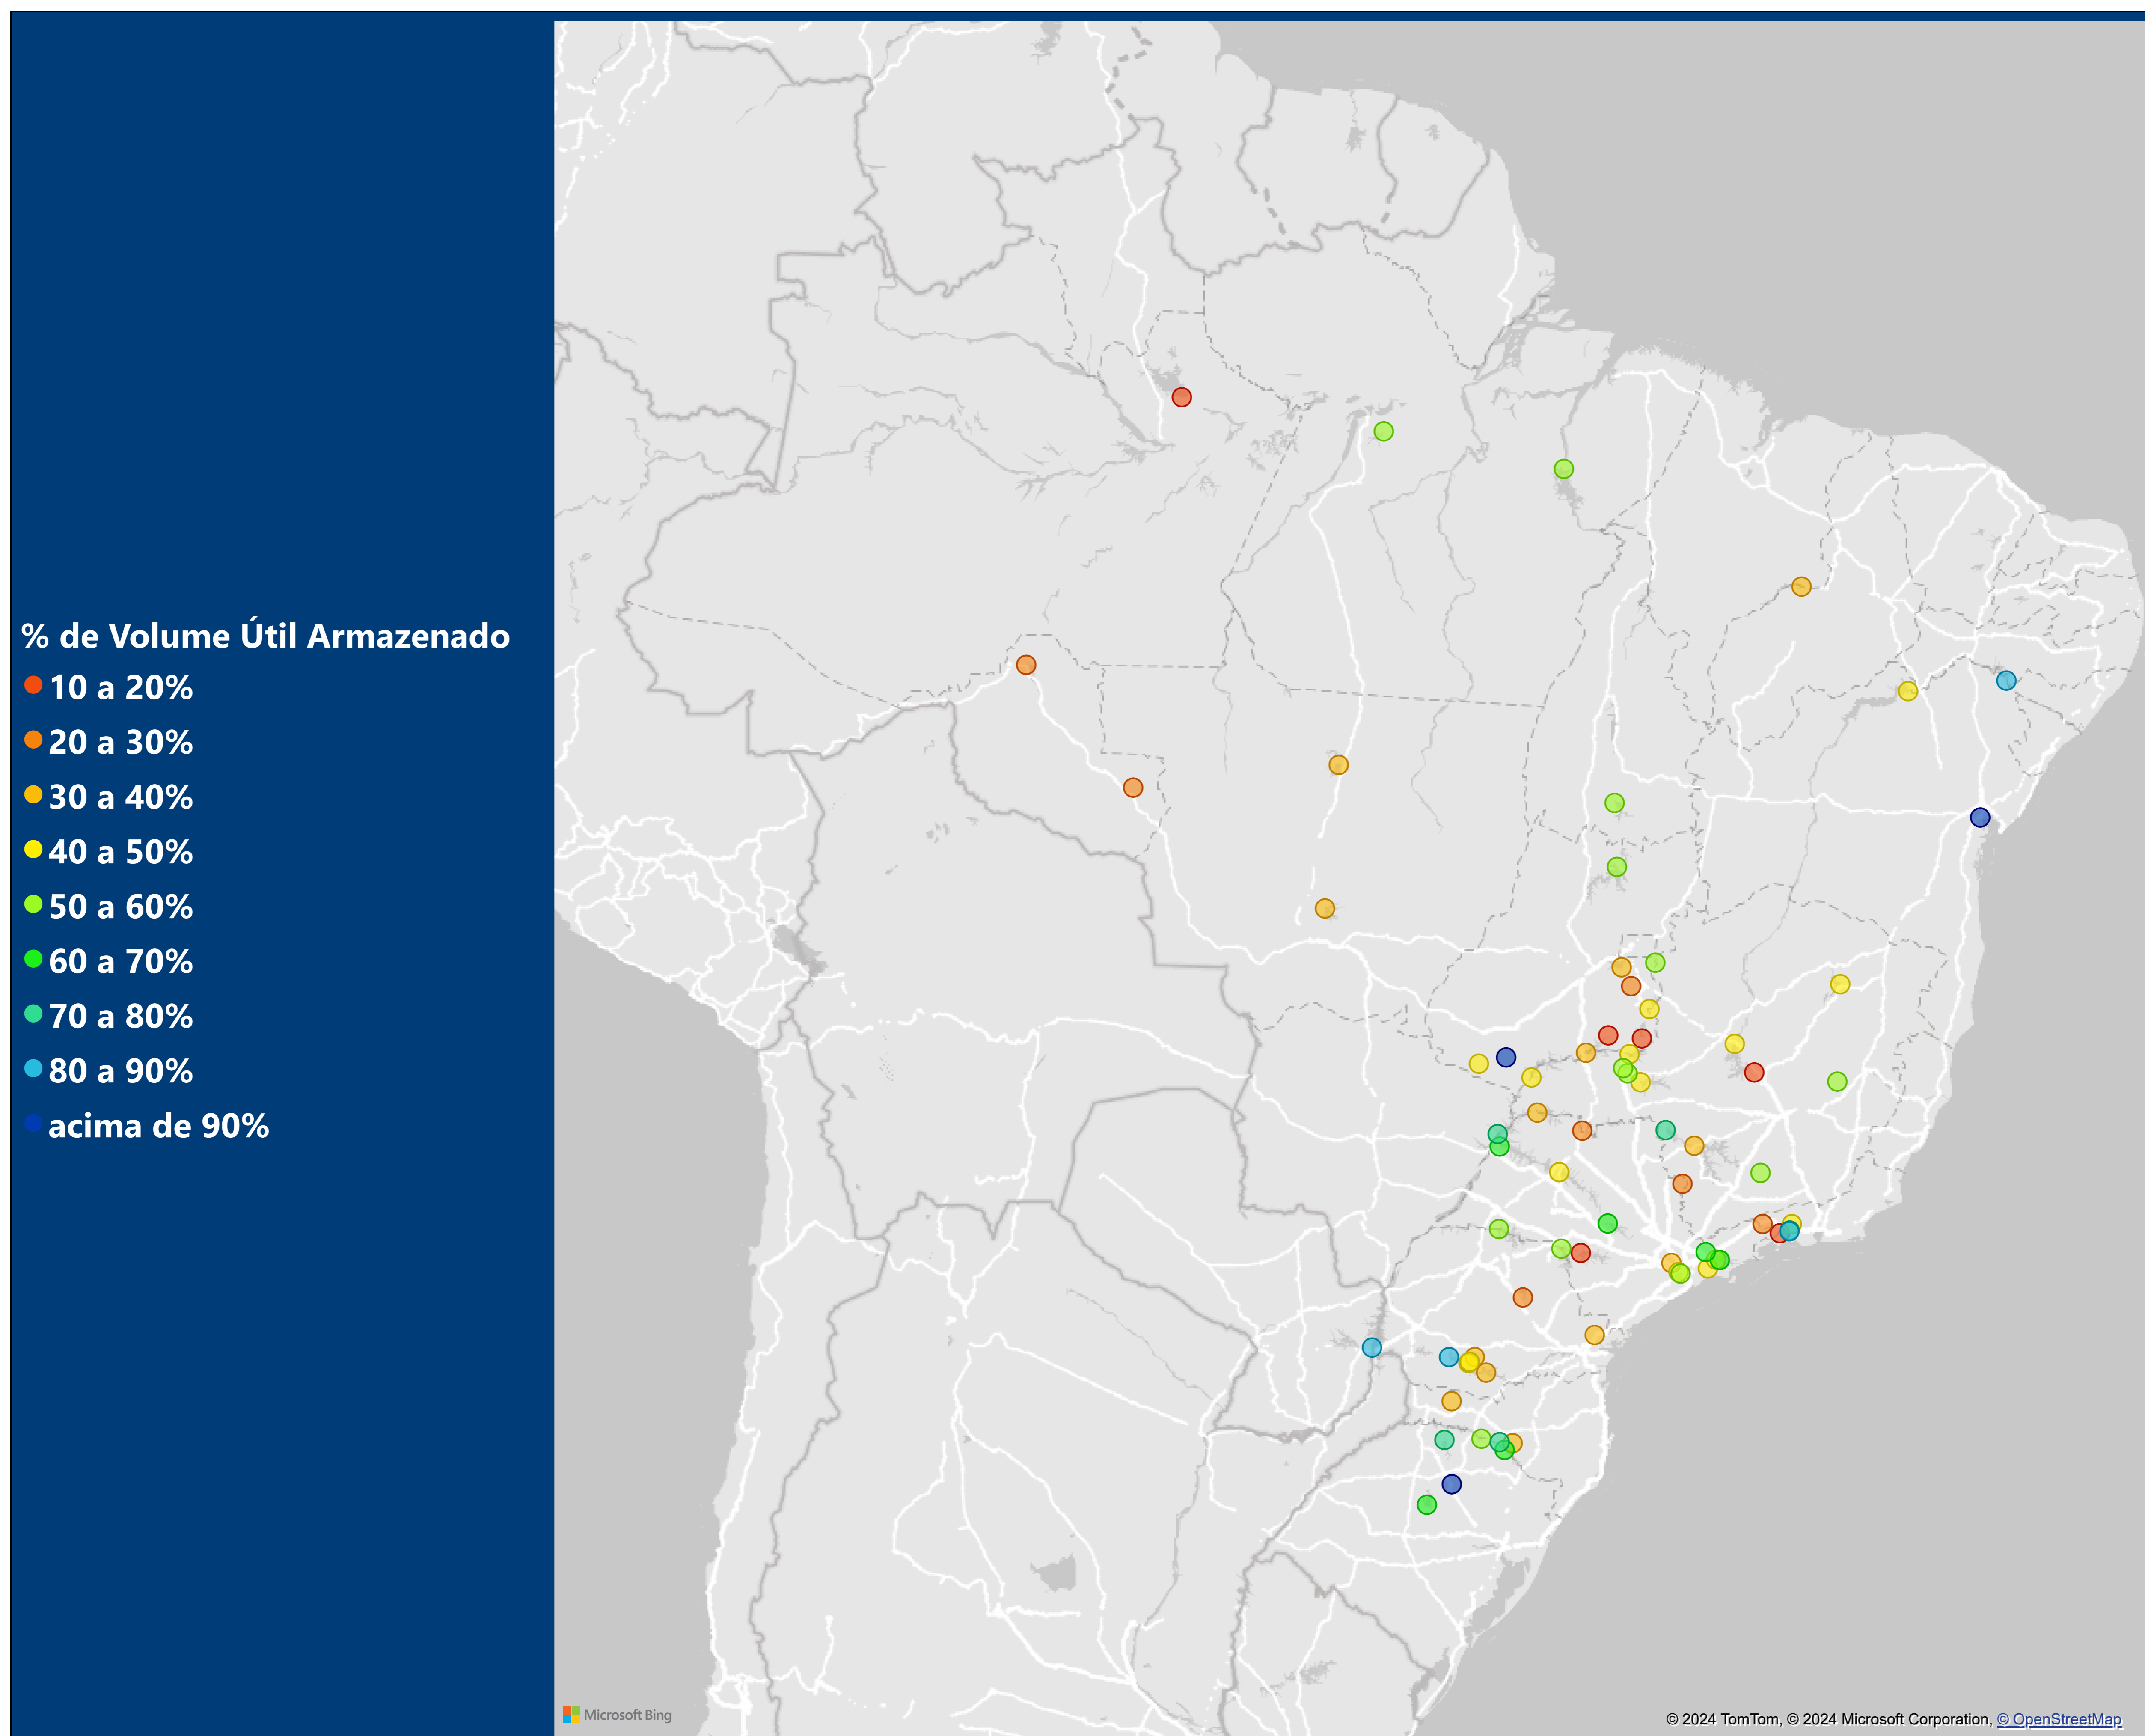 % de Volume Útil Armazenado
10 a 20%
20 a 30%
30 a 40%
40 a 50%
50 a 60%
60 a 70%
70 a 80%
80 a 90%
acima de 90%
Microsoft Bing
© 2024 TomTom, © 2024 Microsoft Corporation, © OpenStreetMap